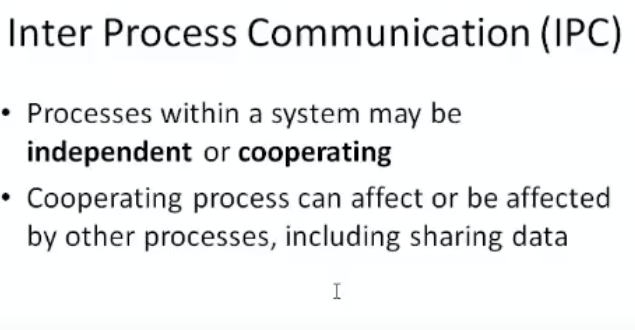 Inter Process Communication (IPC)
• Processes within a system may be
independent or cooperating
• Cooperating process can affect or be affected
by other processes, including sharing data